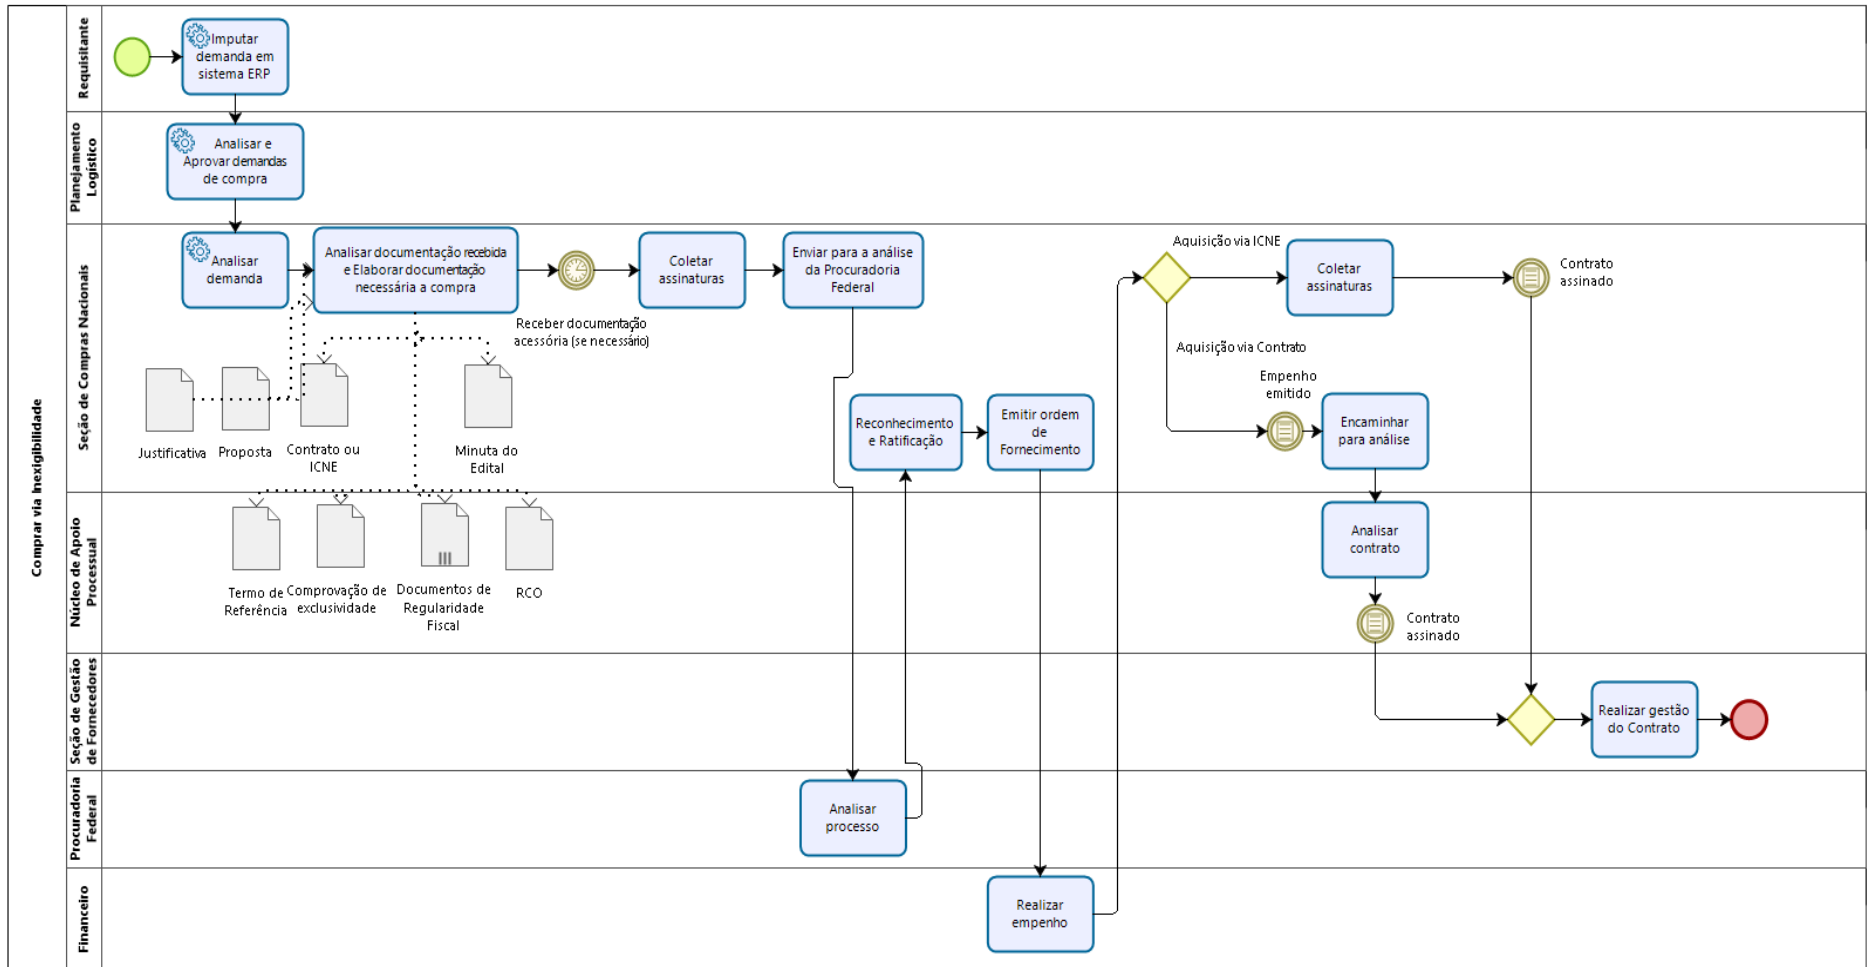 Comprar via Inexigibilidade
Requisitante
Imputar
demanda em
sistema ERP
Planejamento
Logístico
Analisar e
Aprovar demandas
de compra
Seção de Compras Nacionais
Analisar
demanda
Analisar documentação recebida
e Elaborar documentação
necessária a compra
Receber documentação
acessória (se necessário)
Coletar
assinaturas
Enviar para a análise
da Procuradoria
Federal
Aquisição via ICNE
Coletar
assinaturas
Contrato
assinado
Aquisição via Contrato
Empenho
emitido
Encaminhar
para análise
Reconhecimento
e Ratificação
Emitir ordem
de
Fornecimento
Justificativa
Proposta
Contrato ou
ICNE
Minuta do
Edital
Núcleo de Apoio
Processual
Termo de
Referência
Comprovação de
exclusividade
Documentos de
Regularidade
Fiscal
RCO
Analisar
contrato
Contrato
assinado
Seção de Gestão
de Fornecedores
Realizar gestão
do Contrato
Procuradoria
Federal
Analisar
processo
Financeiro
Realizar
empenho